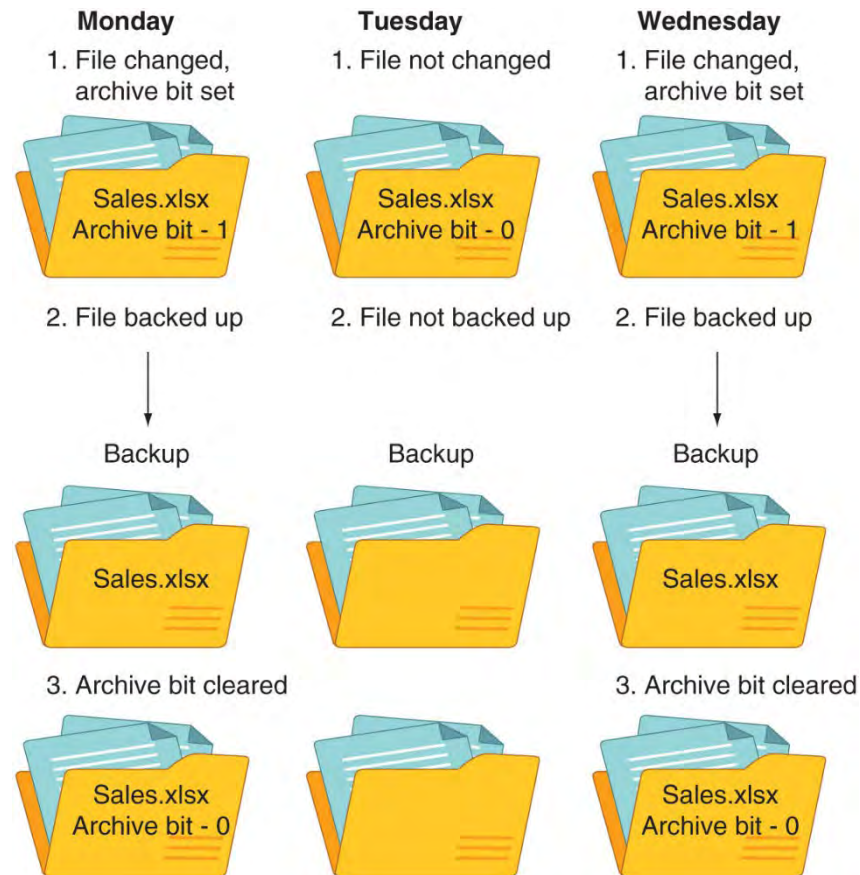 Monday
1. File changed,
archive bit set
Sales.xlsx
Archive bit - 1
2. File backed up
Backup
Sales.xlsx
3. Archive bit cleared
Sales.xlsx
Archive bit - 0
Tuesday
1. File not changed
Sales.xlsx
Archive bit - 0
2. File not backed up
Backup
Wednesday
1. File changed,
archive bit set
Sales.xlsx
Archive bit - 1
2. File backed up
Backup
Sales.xlsx
3. Archive bit cleared
Sales.xlsx
Archive bit - 0